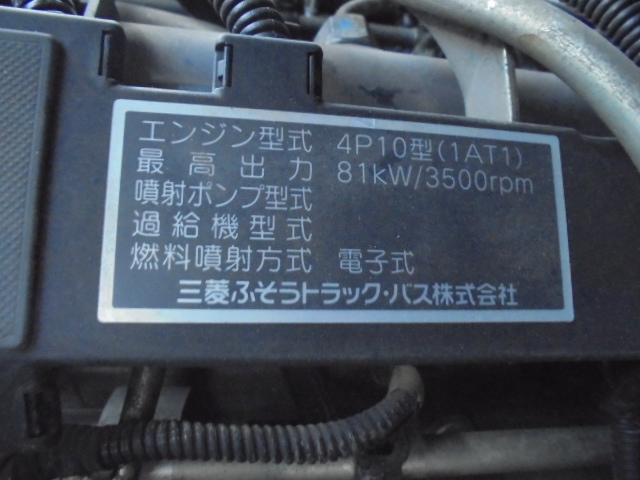 エンジン型式 4P10型(1AT1)
最高出力 81kW/3500rpm
噴射ポンプ型式
過給機型式
燃料噴射方式 電子式
三菱ふそうトラック・バス株式会社